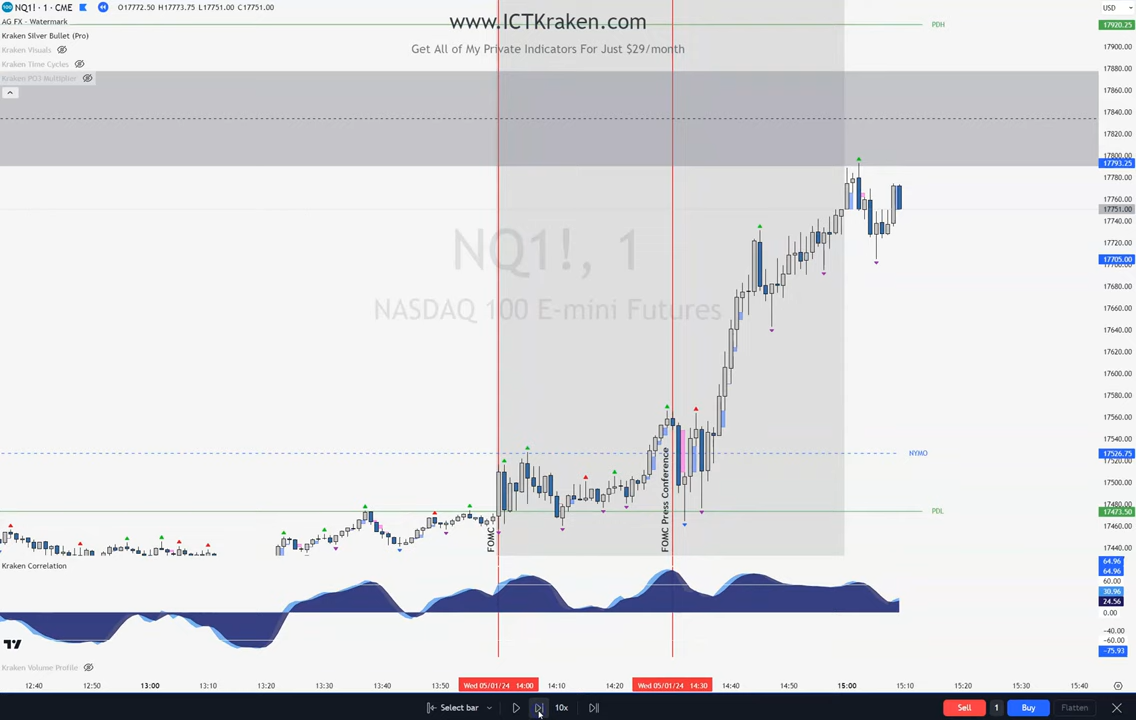 NQ1! · 1 · CME O17772.50 H17773.75 L17751.00 C17751.00
AG FX - Watermark
Kraken Silver Bullet (Pro)
Kraken Visuals
Kraken Time Cycles
Kraken PO3 Multiplier
www.ICTKraken.com
Get All of My Private Indicators For Just $29/month
NQ1!, 1
NASDAQ 100 E-mini Futures
PDH
NYMO
PDL
FOMC
FOMC Press Conference
USD
17920.25
17900.00
17880.00
17860.00
17840.00
17820.00
17800.00
17793.25
17780.00
17760.00
17751.00
17740.00
17720.00
17705.00
17680.00
17660.00
17640.00
17620.00
17600.00
17580.00
17560.00
17540.00
17526.75
17500.00
17480.00
17473.50
17460.00
17440.00
Kraken Correlation
64.96
64.96
60.00
30.96
24.56
0.00
-40.00
-60.00
-75.93
Kraken Volume Profile
12:40 12:50 13:00 13:10 13:20 13:30 13:40 13:50 Wed 05/01/24 14:00 14:10 14:20 Wed 05/01/24 14:30 14:40 14:50 15:00 15:10 15:20 15:30 15:40
Select bar 10x Sell 1 Buy Flatten